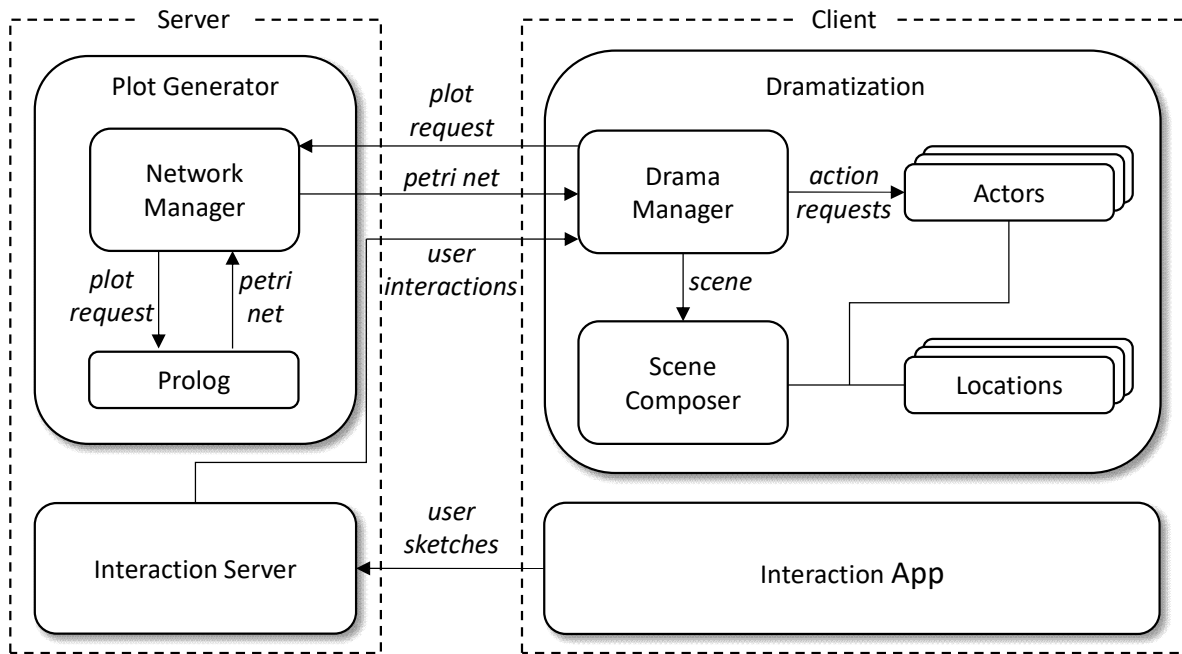 Server
Client
Plot Generator
Dramatization
plot
request
Network
Manager
petri net
Drama
Manager
action
requests
Actors
user
interactions
plot
request
petri
net
scene
Prolog
Scene
Composer
Locations
Interaction Server
user
sketches
Interaction App